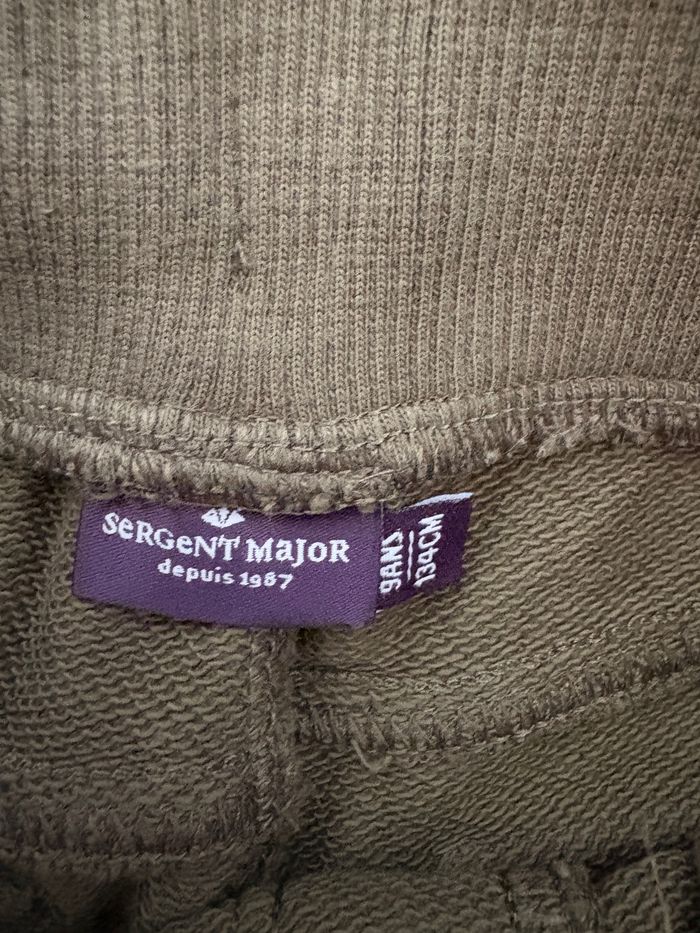 SeRGeNT MaJoR
depuis 1987
9ANS
134CM